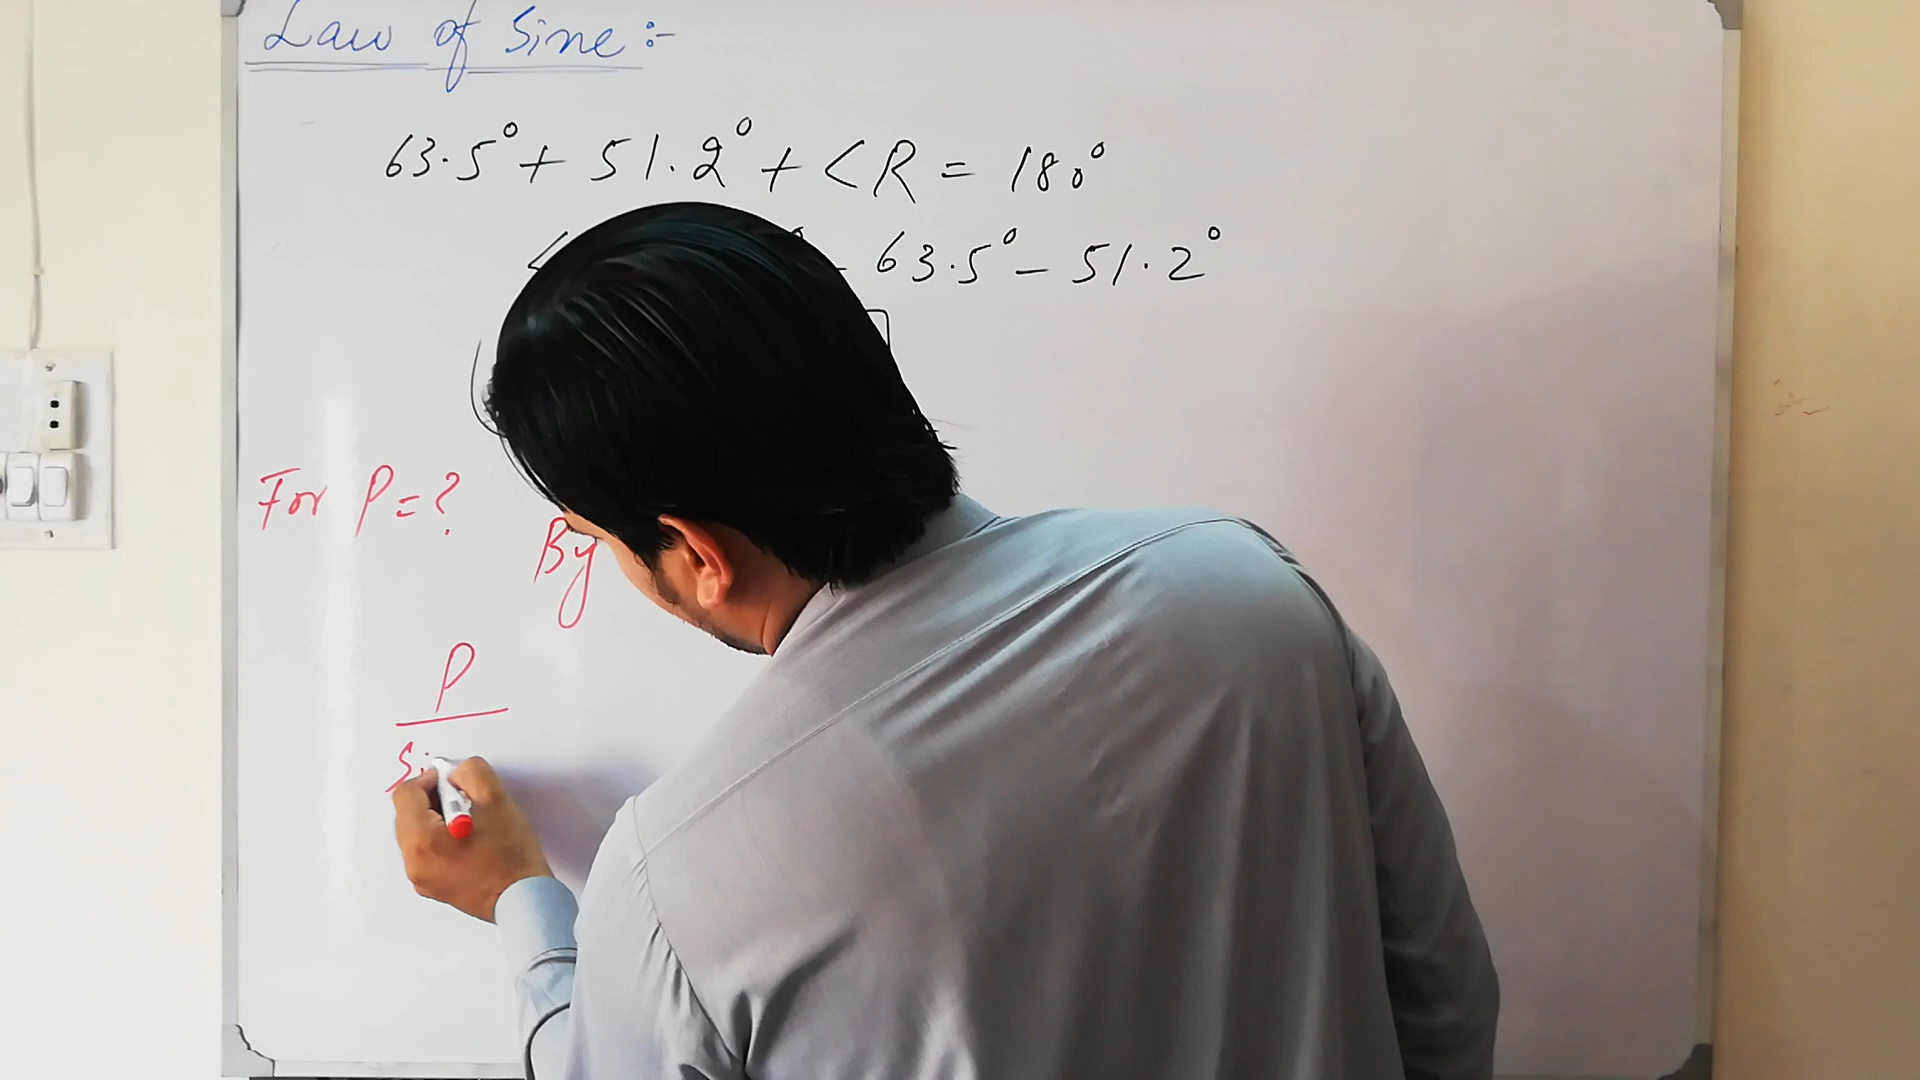 Law of Sine :-
63.5° + 51.2° + <R = 180°
< ° - 63.5° - 51.2°
For P = ?
By
P
Si